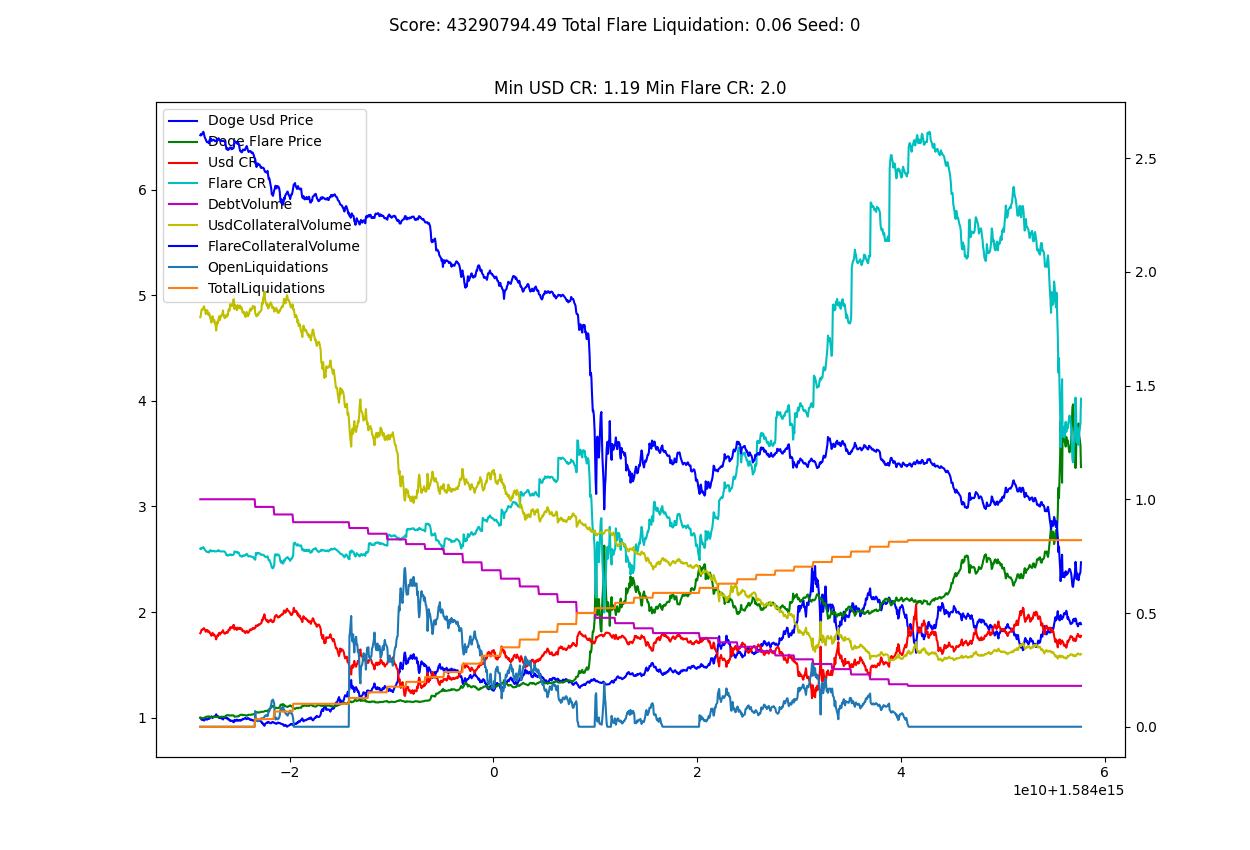 Score: 43290794.49 Total Flare Liquidation: 0.06 Seed: 0
Min USD CR: 1.19 Min Flare CR: 2.0
Doge Usd Price
Doge Flare Price
Usd CR
Flare CR
DebtVolume
UsdCollateralVolume
FlareCollateralVolume
OpenLiquidations
TotalLiquidations
6
5
4
3
2
1
2.5
2.0
1.5
1.0
0.5
0.0
−2 0 2 4 6
1e10+1.584e15